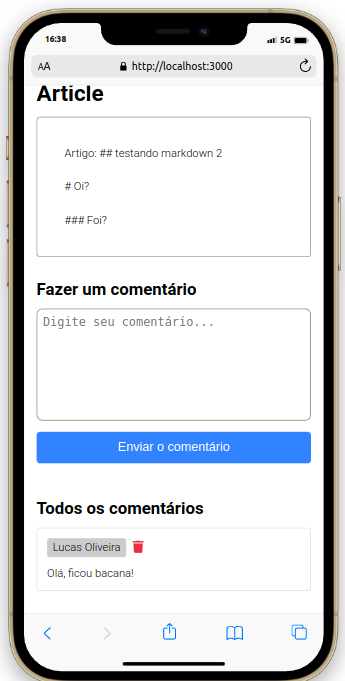 16:38
5G
AA
http://localhost:3000
Article
Artigo: ## testando markdown 2
# Oi?
### Foi?
Fazer um comentário
Digite seu comentário...
Enviar o comentário
Todos os comentários
Lucas Oliveira
Olá, ficou bacana!